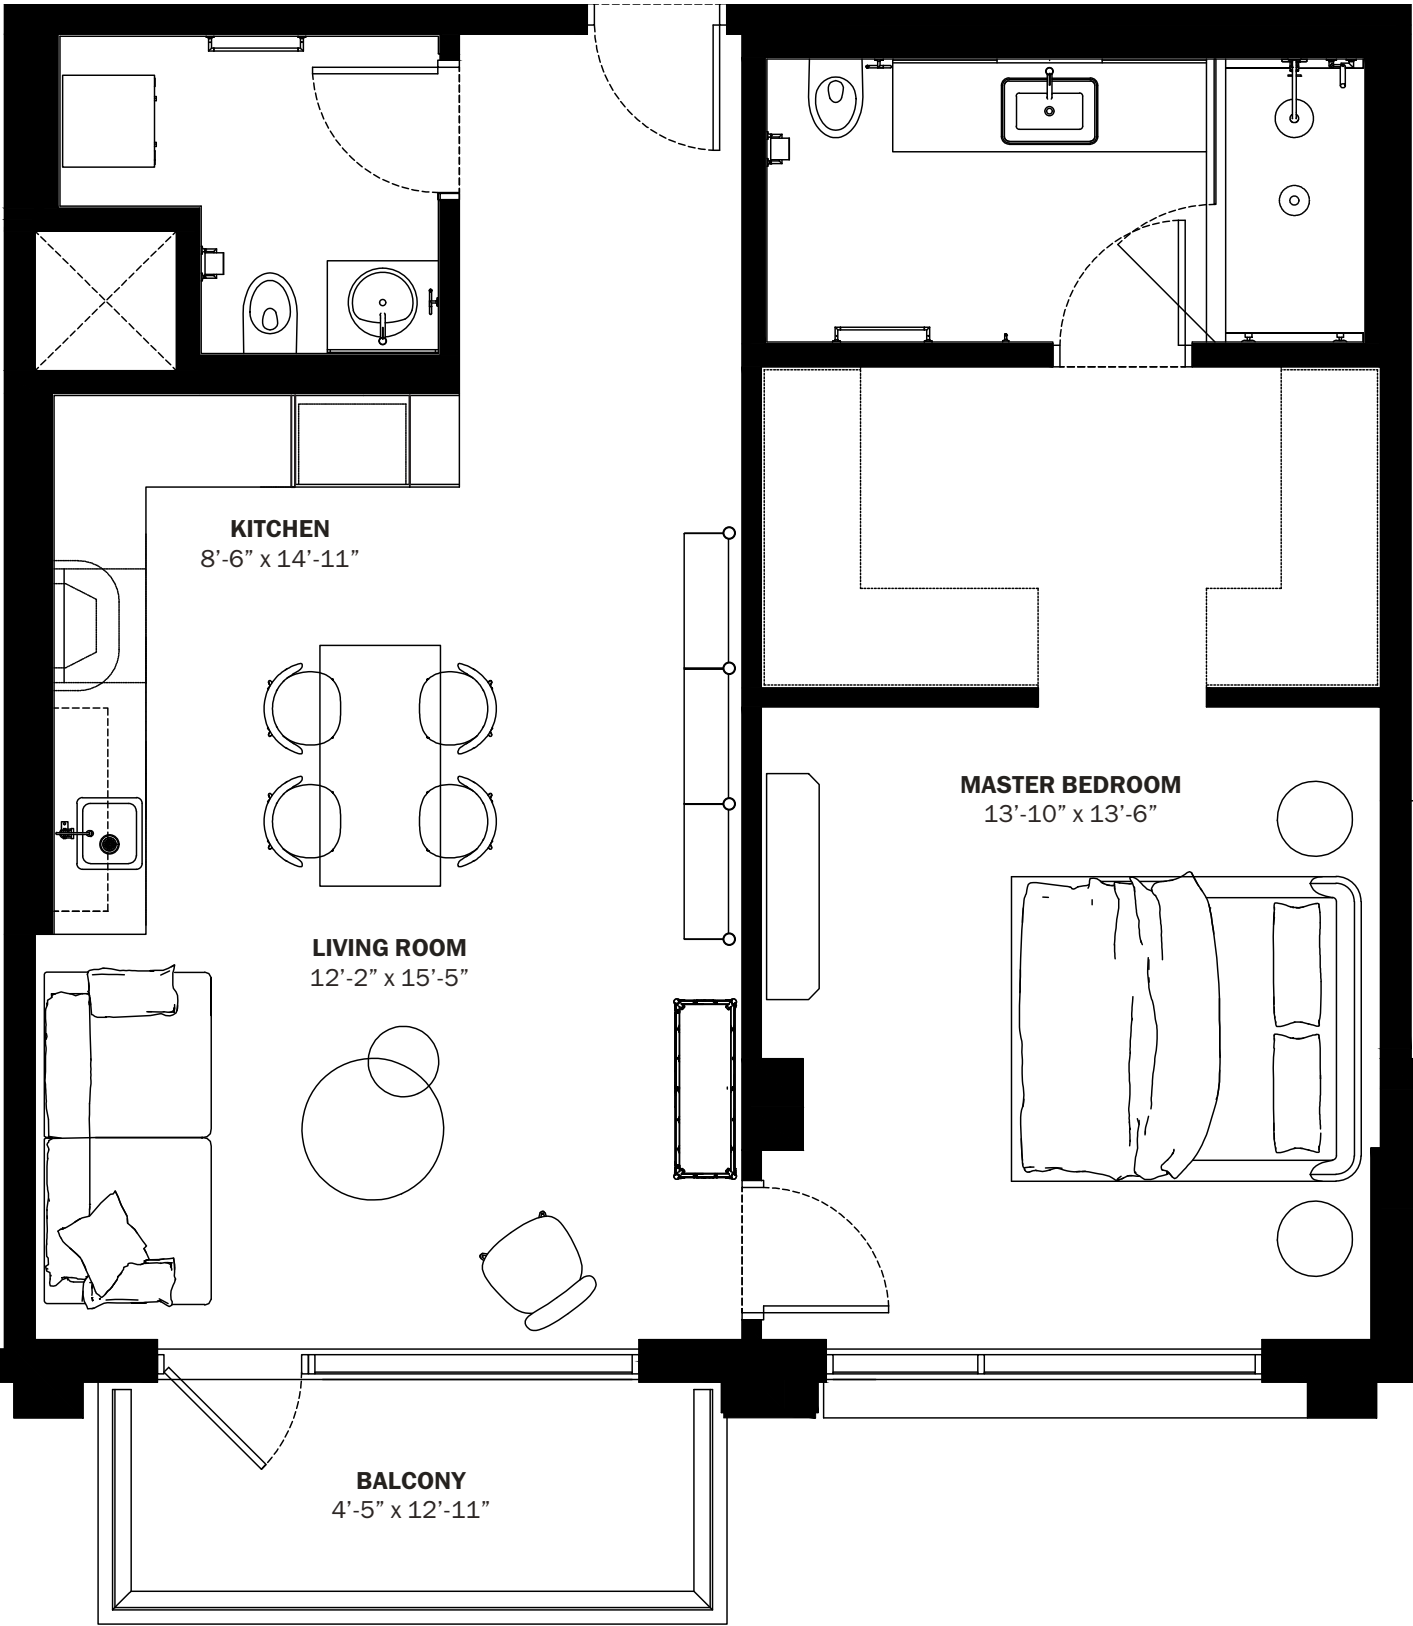 KITCHEN
8’-6” x 14’-11”
MASTER BEDROOM
13’-10” x 13’-6”
LIVING ROOM
12’-2” x 15’-5”
BALCONY
4’-5” x 12’-11”